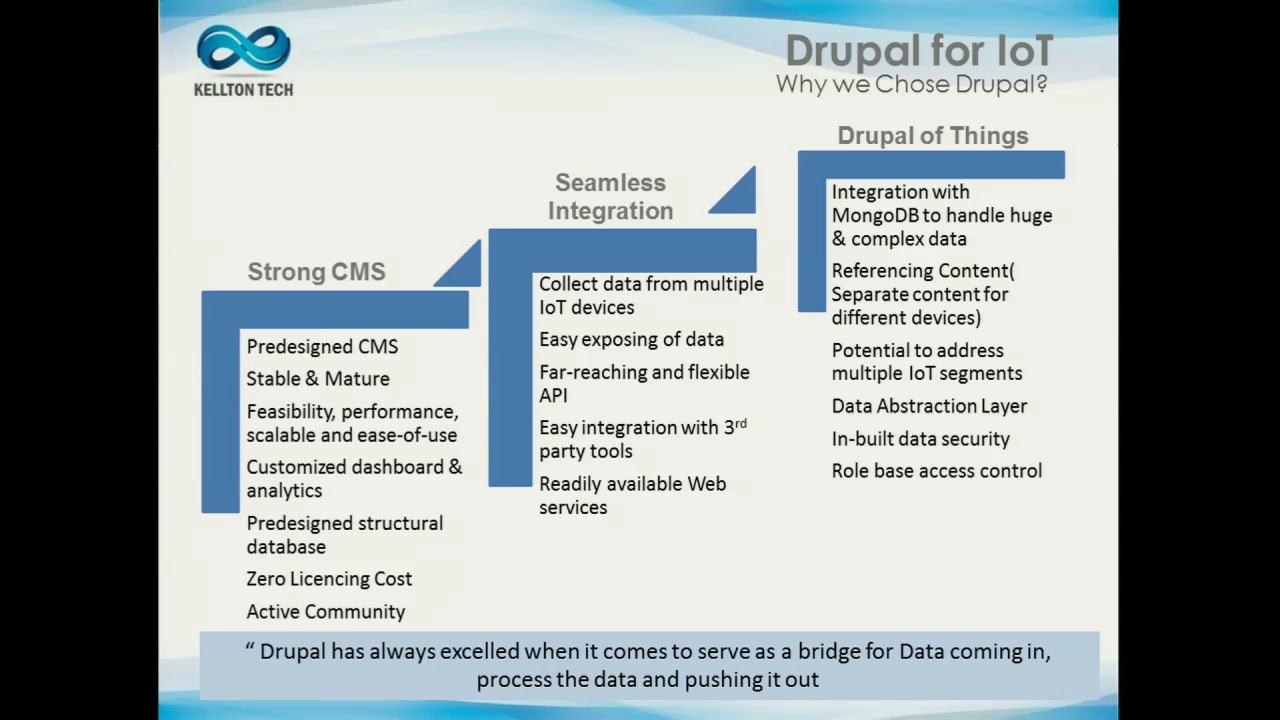 KELLTON TECH
Drupal for IoT
Why we Chose Drupal?
Strong CMS
Predesigned CMS
Stable & Mature
Feasibility, performance,
scalable and ease-of-use
Customized dashboard &
analytics
Predesigned structural
database
Zero Licencing Cost
Active Community
Seamless
Integration
Collect data from multiple
IoT devices
Easy exposing of data
Far-reaching and flexible
API
Easy integration with 3rd
party tools
Readily available Web
services
Drupal of Things
Integration with
MongoDB to handle huge
& complex data
Referencing Content(
Separate content for
different devices)
Potential to address
multiple IoT segments
Data Abstraction Layer
In-built data security
Role base access control
“ Drupal has always excelled when it comes to serve as a bridge for Data coming in,
process the data and pushing it out